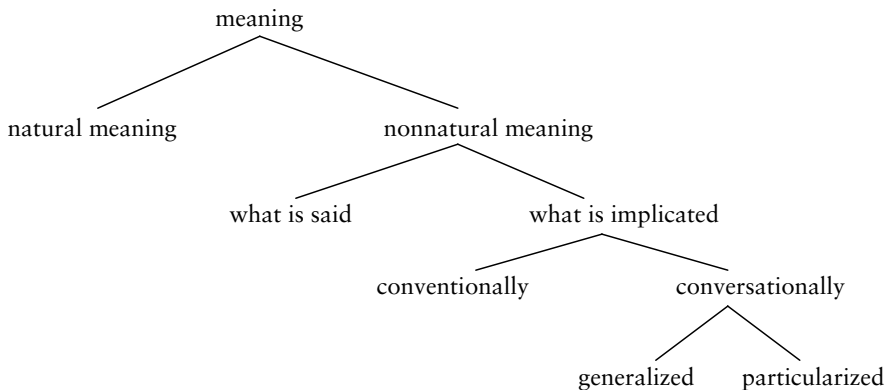 meaning
natural meaning nonnatural meaning
what is said what is implicated
conventionally conversationally
generalized particularized